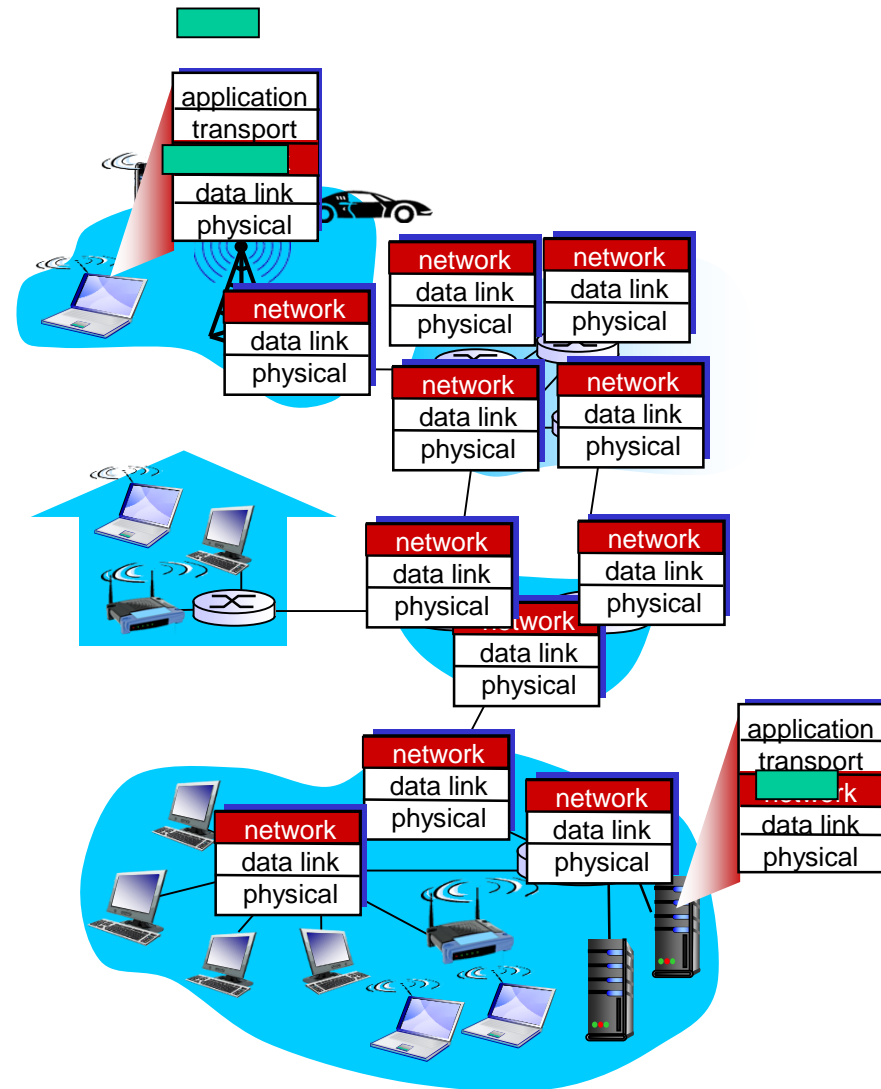 application
transport
data link
physical
network
data link
physical
network
data link
physical
network
data link
physical
network
data link
physical
network
data link
physical
network
data link
physical
network
data link
physical
network
data link
physical
application
transport
network
data link
physical
network
data link
physical
network
data link
physical
network
data link
physical